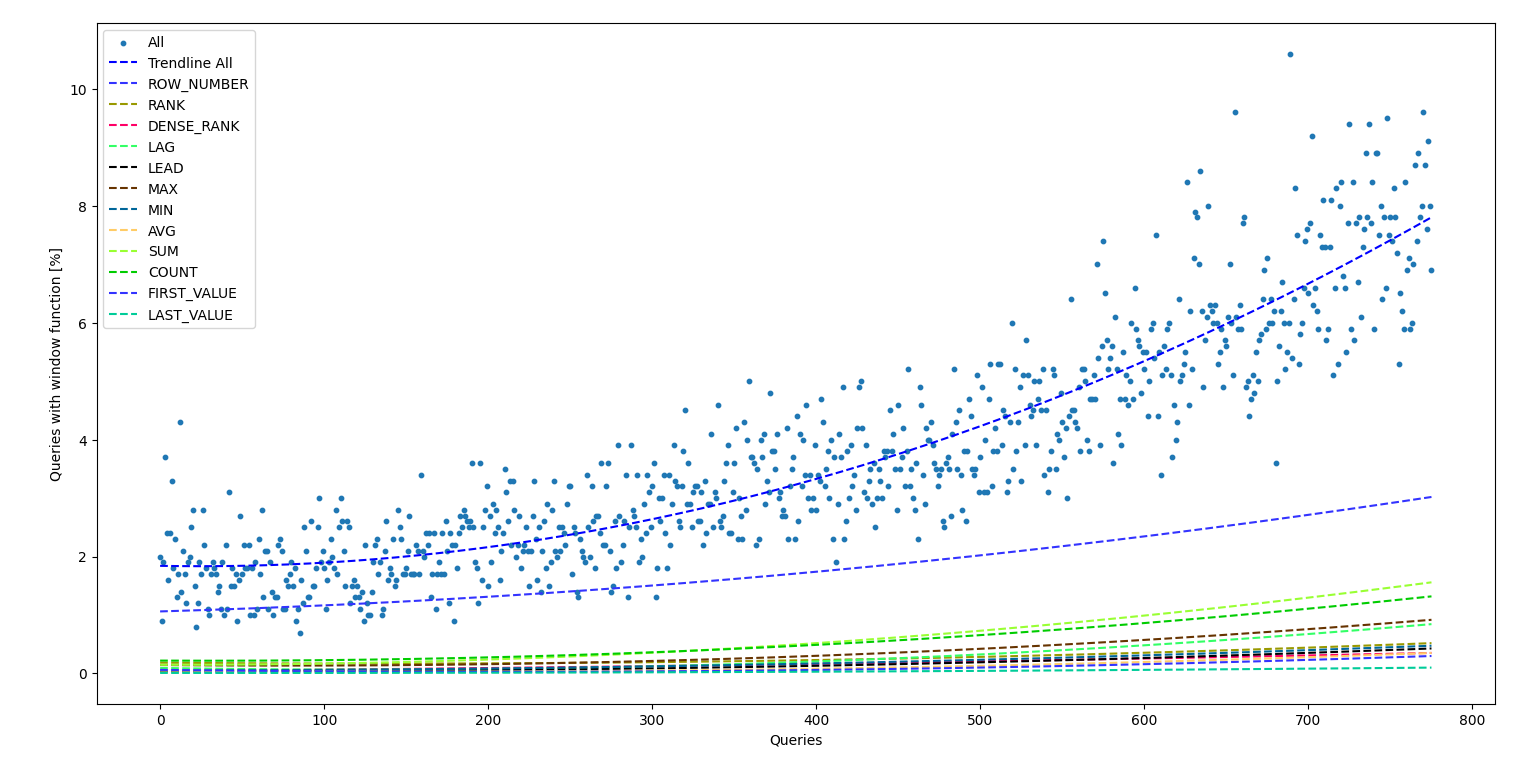 All
Trendline All
ROW_NUMBER
RANK
DENSE_RANK
LAG
LEAD
MAX
MIN
AVG
SUM
COUNT
FIRST_VALUE
LAST_VALUE
Queries with window function [%]
10
8
6
4
2
0
0 100 200 300 400 500 600 700 800
Queries